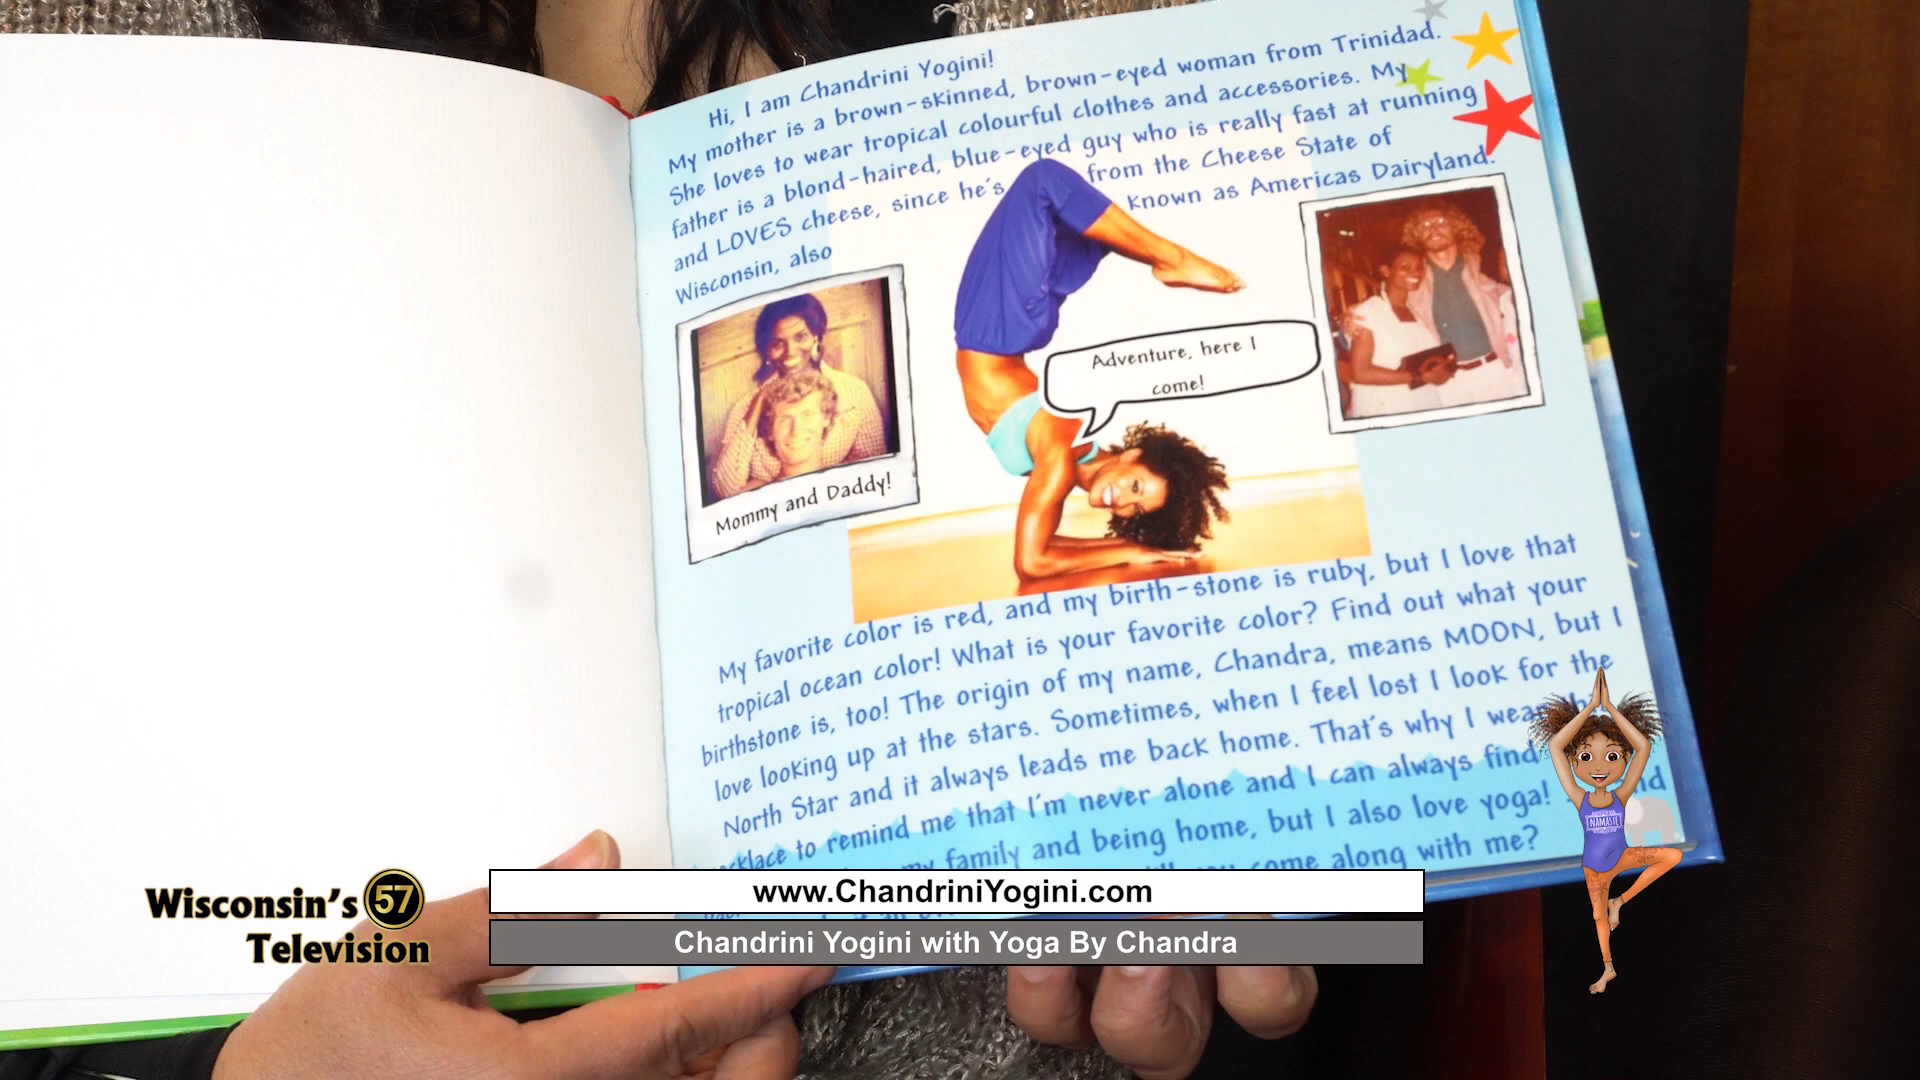 Hi, I am Chandrini Yogini!
My mother is a brown-skinned, brown-eyed woman from Trinidad.
She loves to wear tropical colourful clothes and accessories. My
father is a blond-haired, blue-eyed guy who is really fast at running
and LOVES cheese, since he's from the Cheese State of
Wisconsin, also known as Americas Dairyland.
Mommy and Daddy!
Adventure, here I
come!
My favorite color is red, and my birth-stone is ruby, but I love that
tropical ocean color! What is your favorite color? Find out what your
birthstone is, too! The origin of my name, Chandra, means MOON, but I
love looking up at the stars. Sometimes, when I feel lost I look for the
North Star and it always leads me back home. That's why I wear
to remind me that I'm never alone and I can always find
my family and being home, but I also love yoga!
come along with me?
NAMASTE
Wisconsin's 57
Television
www.ChandriniYogini.com
Chandrini Yogini with Yoga By Chandra